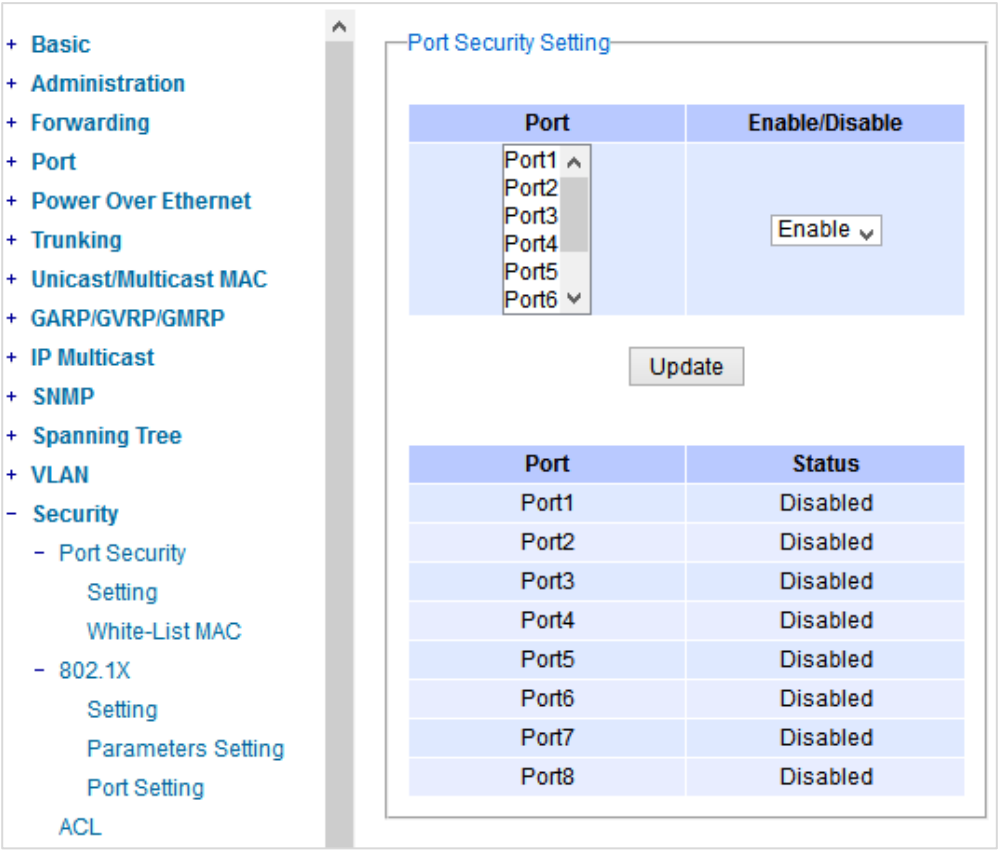 + Basic
+ Administration
+ Forwarding
+ Port
+ Power Over Ethernet
+ Trunking
+ Unicast/Multicast MAC
+ GARP/GVRP/GMRP
+ IP Multicast
+ SNMP
+ Spanning Tree
+ VLAN
- Security
- Port Security
Setting
White-List MAC
- 802.1X
Setting
Parameters Setting
Port Setting
ACL
Port Security Setting
Port Enable/Disable
Port1
Port2
Port3
Port4
Port5
Port6
Enable
Update
Port Status
Port1 Disabled
Port2 Disabled
Port3 Disabled
Port4 Disabled
Port5 Disabled
Port6 Disabled
Port7 Disabled
Port8 Disabled